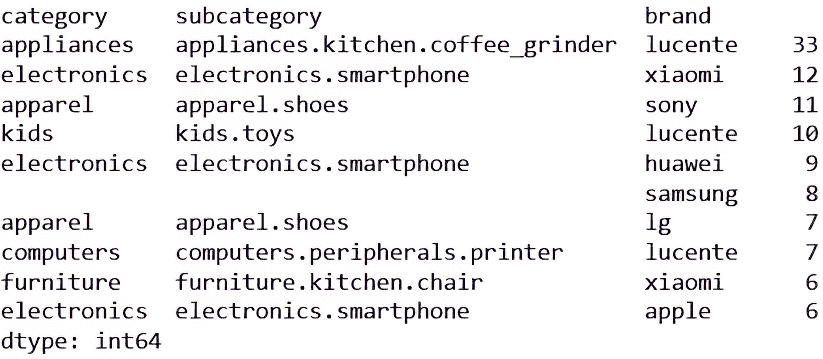 category     subcategory                        brand
appliances   appliances.kitchen.coffee_grinder  lucente    33
electronics  electronics.smartphone             xiaomi     12
apparel      apparel.shoes                      sony       11
kids         kids.toys                          lucente    10
electronics  electronics.smartphone             huawei      9
                                                samsung     8
apparel      apparel.shoes                      lg          7
computers    computers.peripherals.printer      lucente     7
furniture    furniture.kitchen.chair            xiaomi      6
electronics  electronics.smartphone             apple       6
dtype: int64